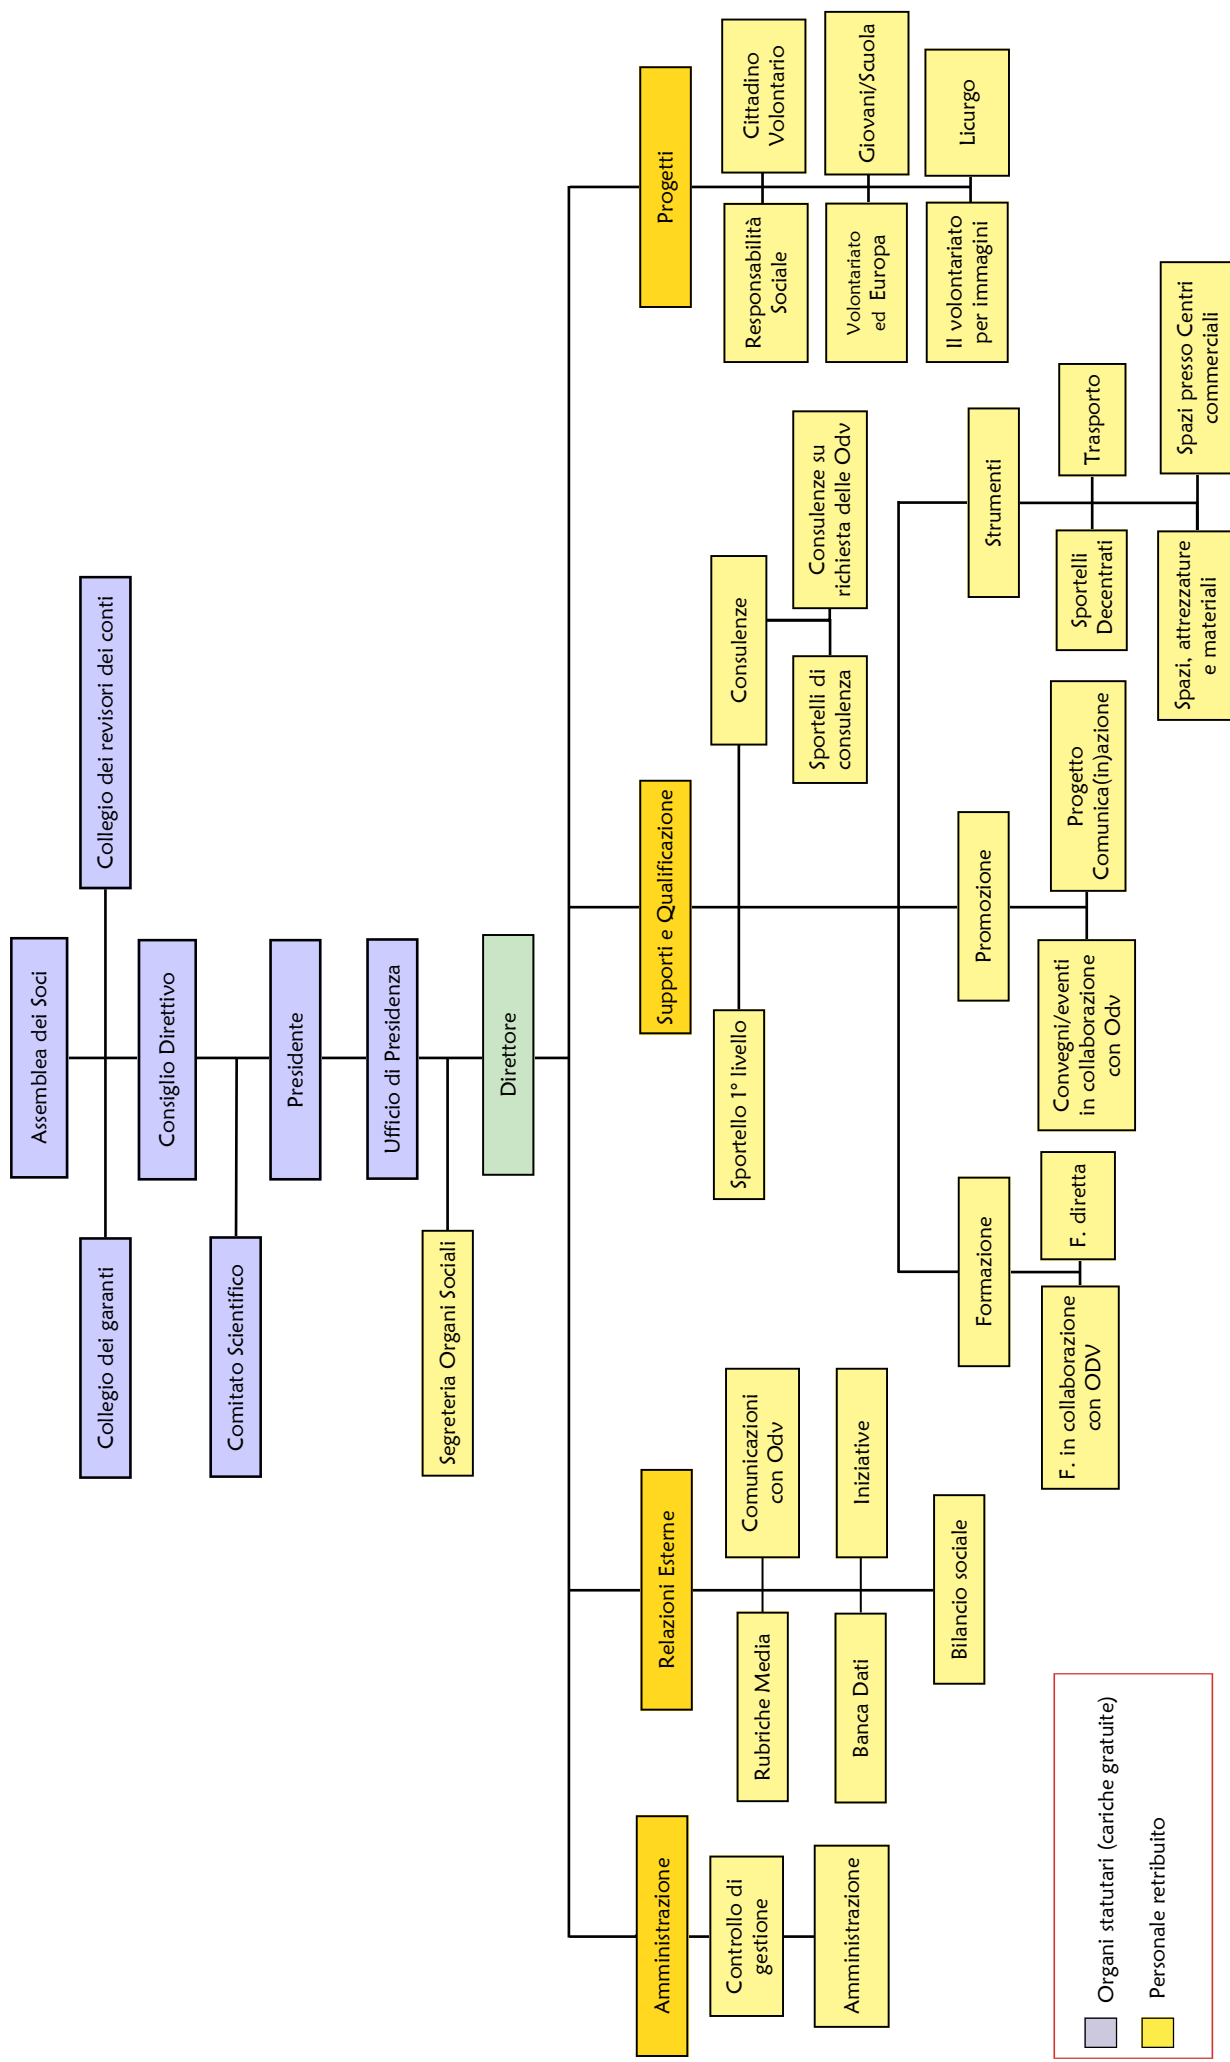 Assemblea dei Soci
Collegio dei garanti
Collegio dei revisori dei conti
Consiglio Direttivo
Comitato Scientifico
Presidente
Ufficio di Presidenza
Segreteria Organi Sociali
Direttore
Amministrazione
Relazioni Esterne
Supporti e Qualificazione
Progetti
Controllo di
gestione
Amministrazione
Rubriche Media
Comunicazioni
con Odv
Banca Dati
Iniziative
Bilancio sociale
Sportello 1° livello
Consulenze
Sportelli di
consulenza
Consulenze su
richiesta delle Odv
Responsabilità
Sociale
Cittadino
Volontario
Volontariato
ed Europa
Giovani/Scuola
Il volontariato
per immagini
Licurgo
Formazione
Promozione
Strumenti
F. in collaborazione
con ODV
F. diretta
Convegni/eventi
in collaborazione
con Odv
Progetto
Comunica(in)azione
Sportelli
Decentrati
Trasporto
Spazi, attrezzature
e materiali
Spazi presso Centri
commerciali
Organi statutari (cariche gratuite)
Personale retribuito